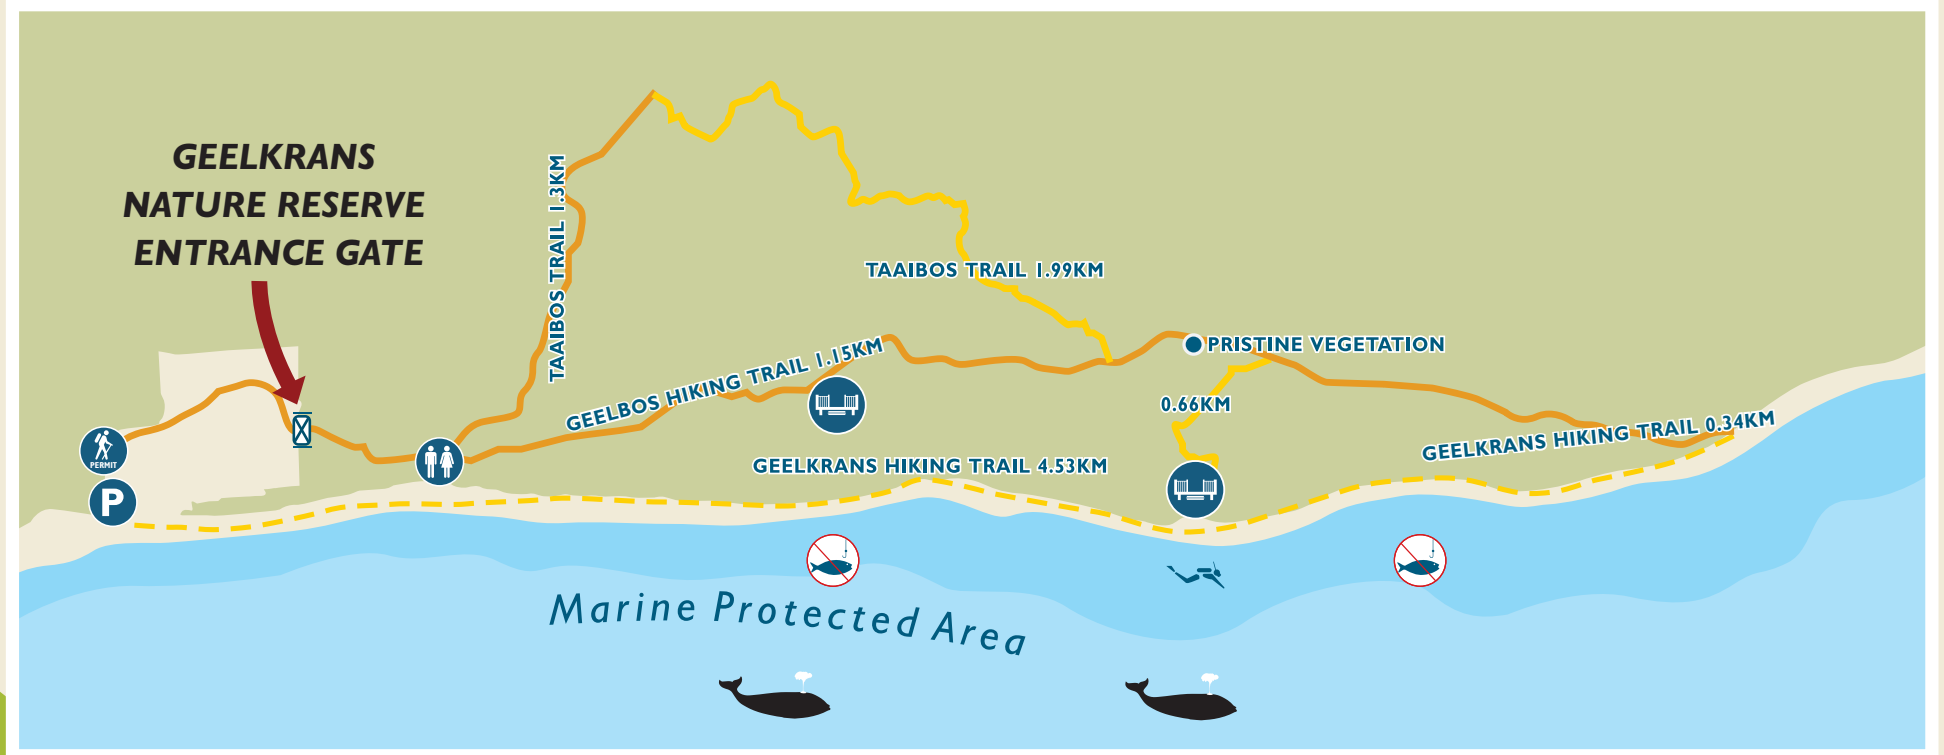 GEELKRANS
NATURE RESERVE
ENTRANCE GATE
TAAIBOS TRAIL 1.3KM
TAAIBOS TRAIL 1.99KM
GEELBOS HIKING TRAIL 1.15KM
PRISTINE VEGETATION
0.66KM
GEELKRANS HIKING TRAIL 0.34KM
PERMIT
GEELKRANS HIKING TRAIL 4.53KM
P
Marine Protected Area